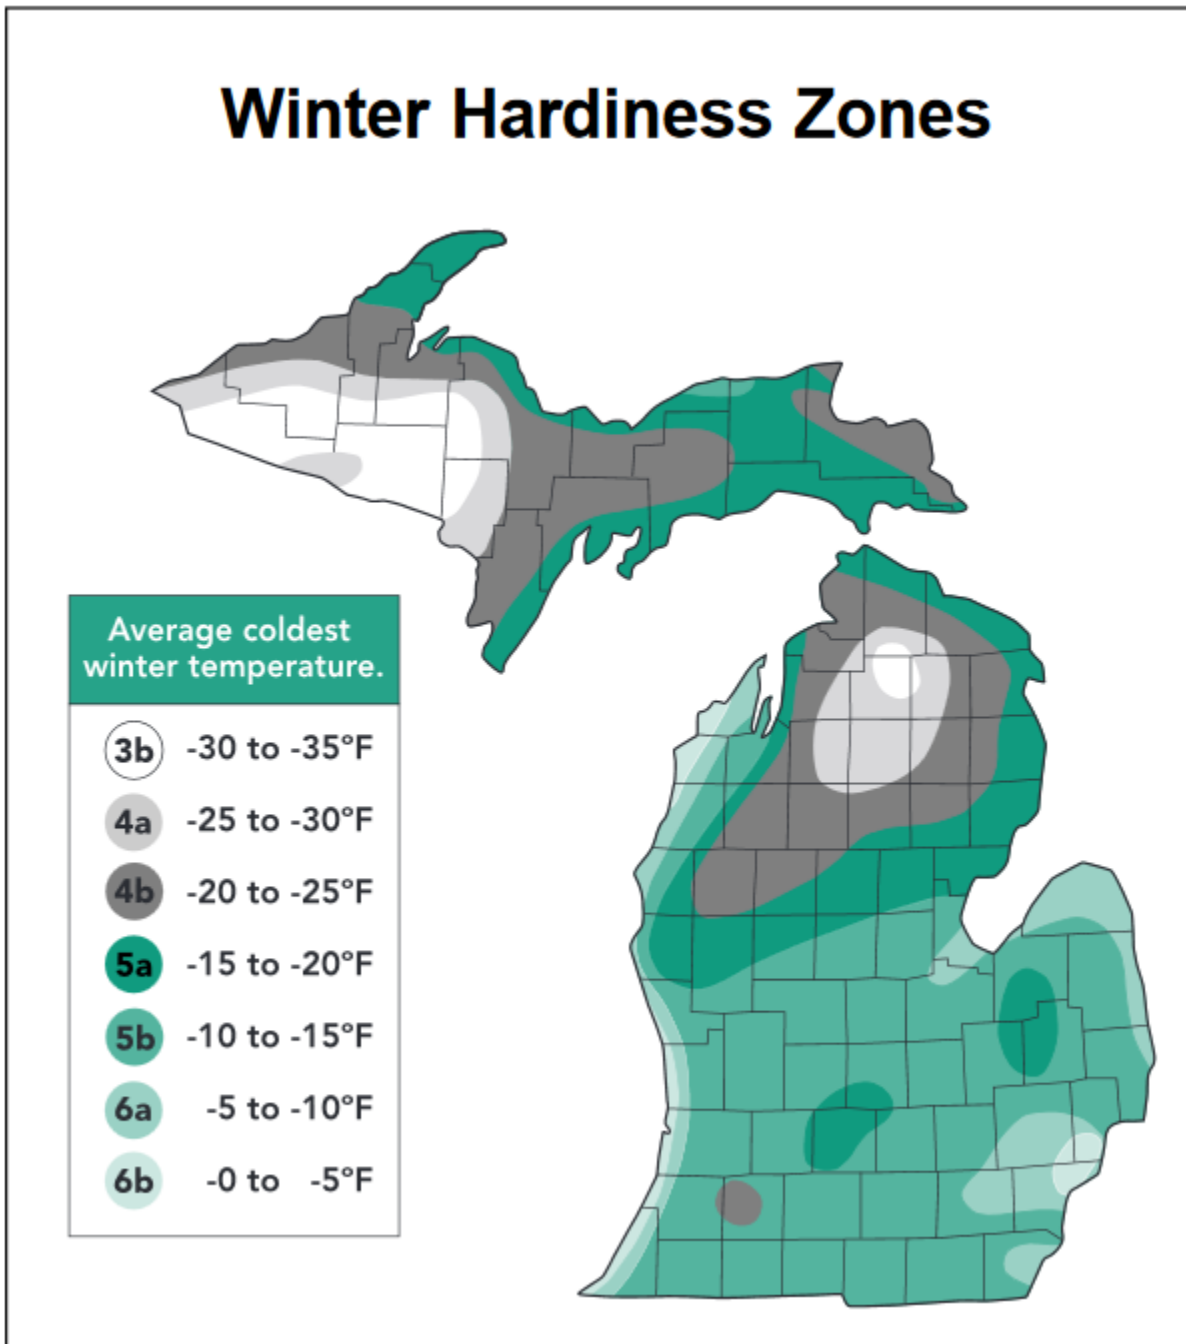 Winter Hardiness Zones
Average coldest
winter temperature.
3b -30 to -35°F
4a -25 to -30°F
4b -20 to -25°F
5a -15 to -20°F
5b -10 to -15°F
6a -5 to -10°F
6b -0 to -5°F